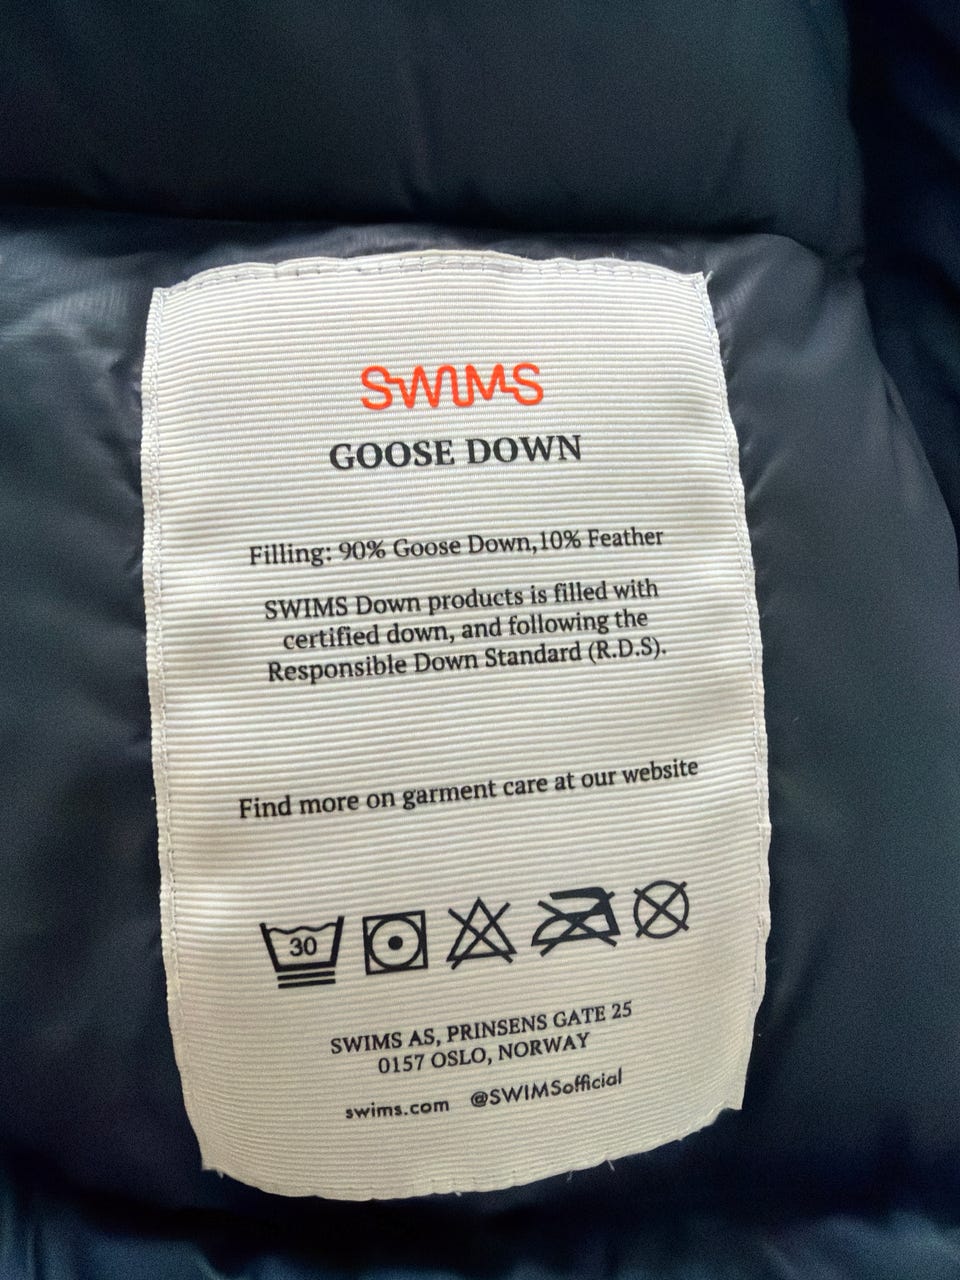 SWIMS
GOOSE DOWN
Filling: 90% Goose Down,10% Feather
SWIMS Down products is filled with
certified down, and following the
Responsible Down Standard (R.D.S).
Find more on garment care at our website
30
SWIMS AS, PRINSENS GATE 25
0157 OSLO, NORWAY
swims.com @SWIMSofficial